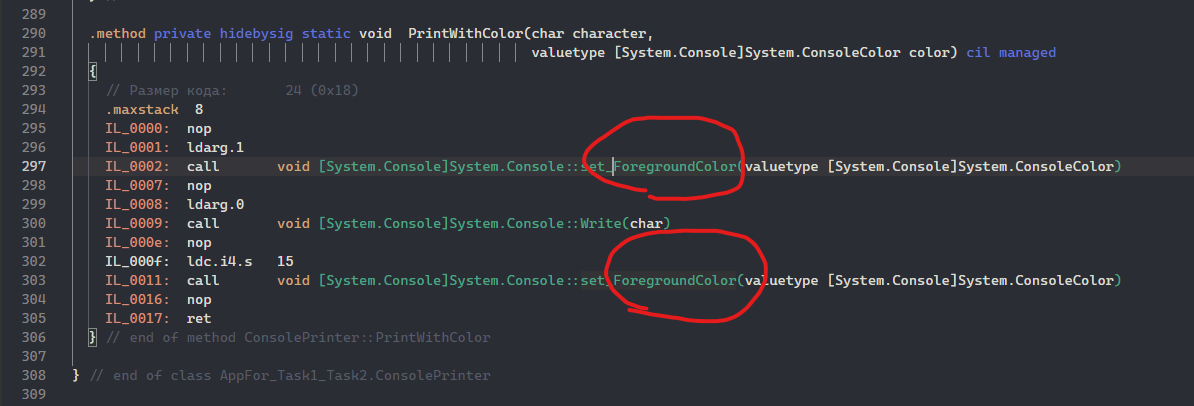 289
290 .method private hidebysig static void  PrintWithColor(char character,
291 valuetype [System.Console]System.ConsoleColor color) cil managed
292 {
293 // Размер кода:       24 (0x18)
294 .maxstack  8
295 IL_0000:  nop
296 IL_0001:  ldarg.1
297 IL_0002:  call       void [System.Console]System.Console::set_ForegroundColor(valuetype [System.Console]System.ConsoleColor)
298 IL_0007:  nop
299 IL_0008:  ldarg.0
300 IL_0009:  call       void [System.Console]System.Console::Write(char)
301 IL_000e:  nop
302 IL_000f:  ldc.i4.s   15
303 IL_0011:  call       void [System.Console]System.Console::set_ForegroundColor(valuetype [System.Console]System.ConsoleColor)
304 IL_0016:  nop
305 IL_0017:  ret
306 } // end of method ConsolePrinter::PrintWithColor
307
308 } // end of class AppFor_Task1_Task2.ConsolePrinter
309